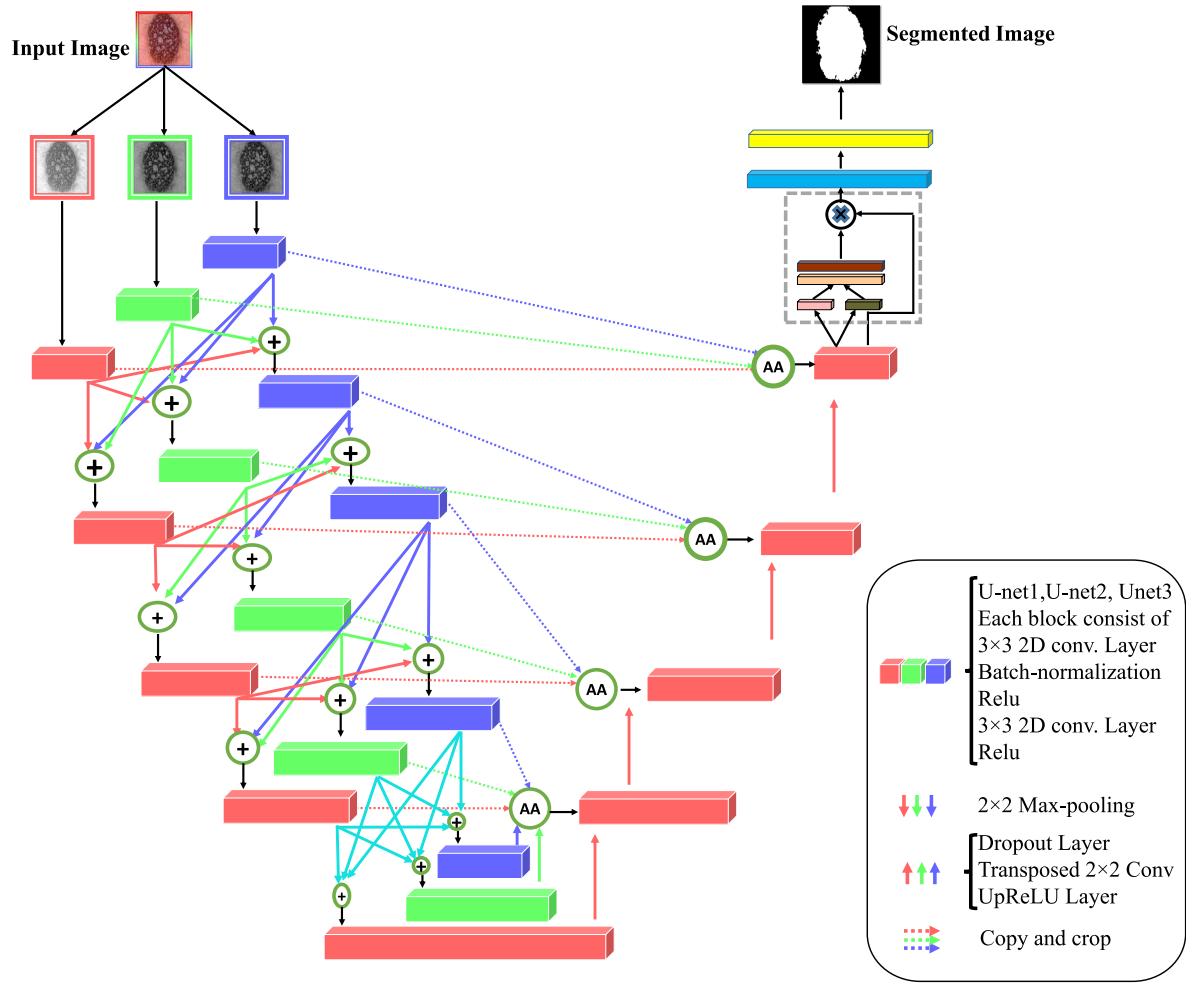 Input Image
Segmented Image
+
AA
+
+
+
AA
+
+
+
AA
+
+
AA
+
+
+
U-net1,U-net2, Unet3
Each block consist of
3×3 2D conv. Layer
Batch-normalization
Relu
3×3 2D conv. Layer
Relu
2×2 Max-pooling
Dropout Layer
Transposed 2×2 Conv
UpReLU Layer
Copy and crop